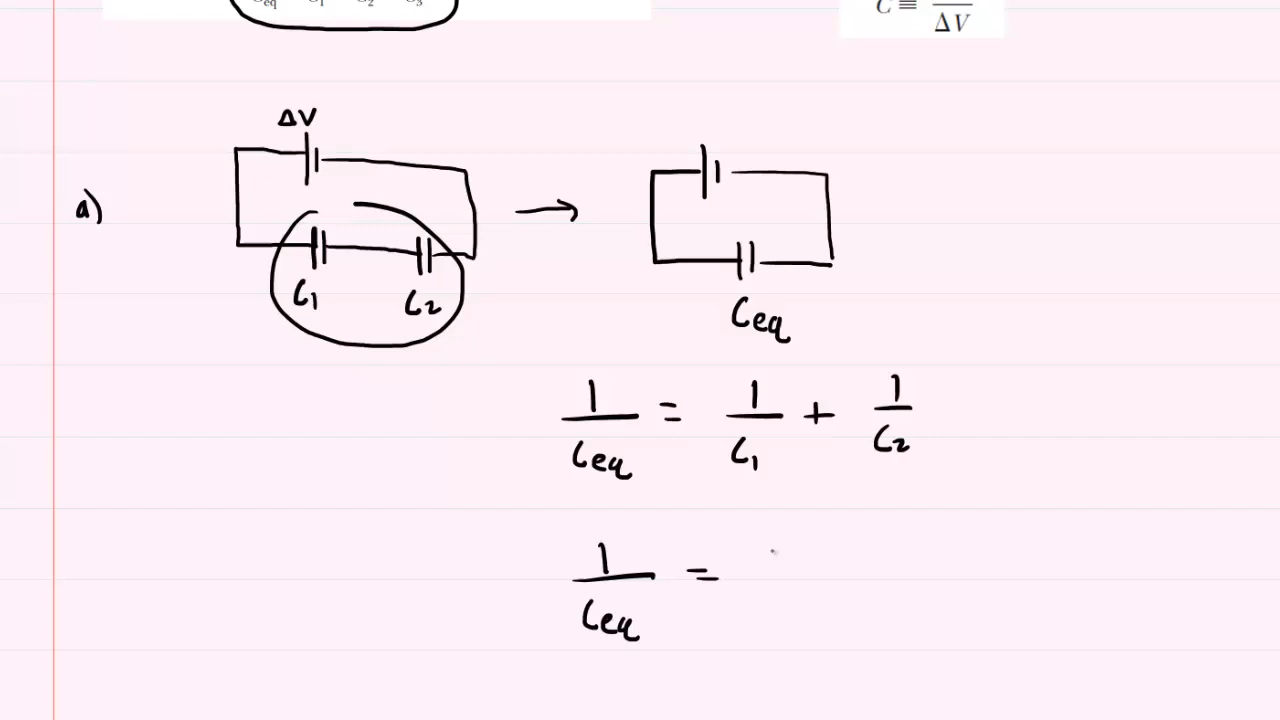 C ≡ ΔV
ΔV
a)
C1 C2
Ceq
1/Ceq = 1/C1 + 1/C2
1/Ceq =